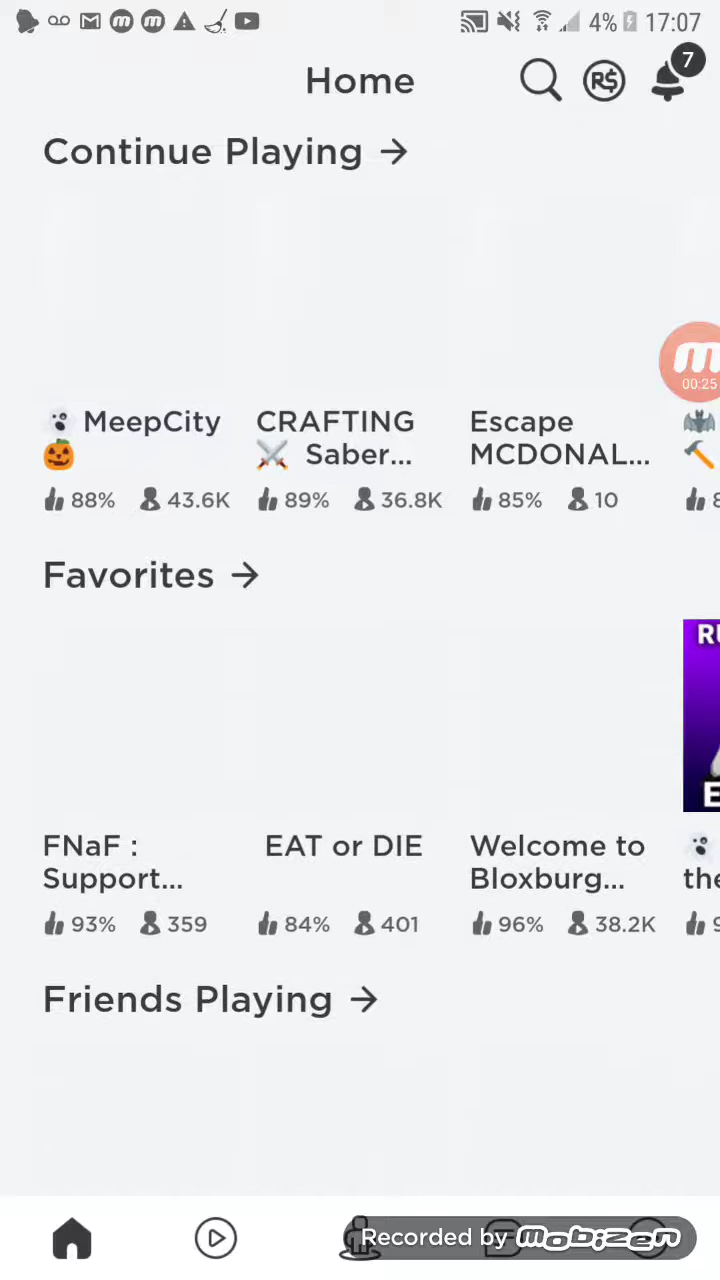 4% 17:07
Home
R$
7
Continue Playing →
👻 MeepCity 🎃
88% 43.6K
CRAFTING
⚔️ Saber...
89% 36.8K
Escape
MCDONAL...
85% 10
00:25
Favorites →
RU
E
FNaF :
Support...
93% 359
EAT or DIE
84% 401
Welcome to
Bloxburg...
96% 38.2K
the
Friends Playing →
Recorded by mobizen